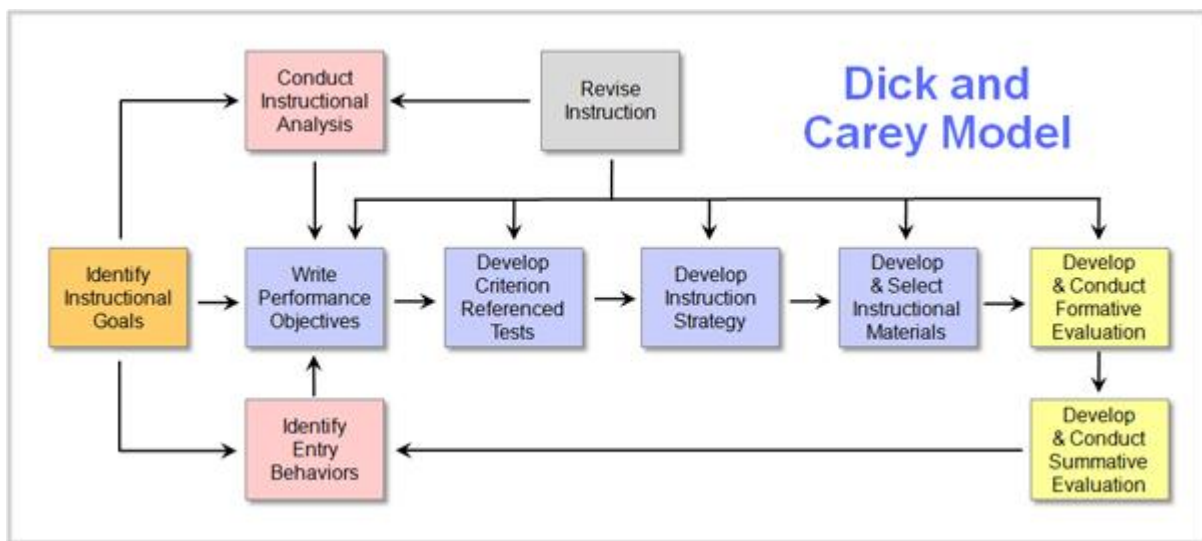 Conduct
Instructional
Analysis
Revise
Instruction
Dick and
Carey Model
Identify
Instructional
Goals
Write
Performance
Objectives
Develop
Criterion
Referenced
Tests
Develop
Instruction
Strategy
Develop
& Select
Instructional
Materials
Develop
& Conduct
Formative
Evaluation
Identify
Entry
Behaviors
Develop
& Conduct
Summative
Evaluation